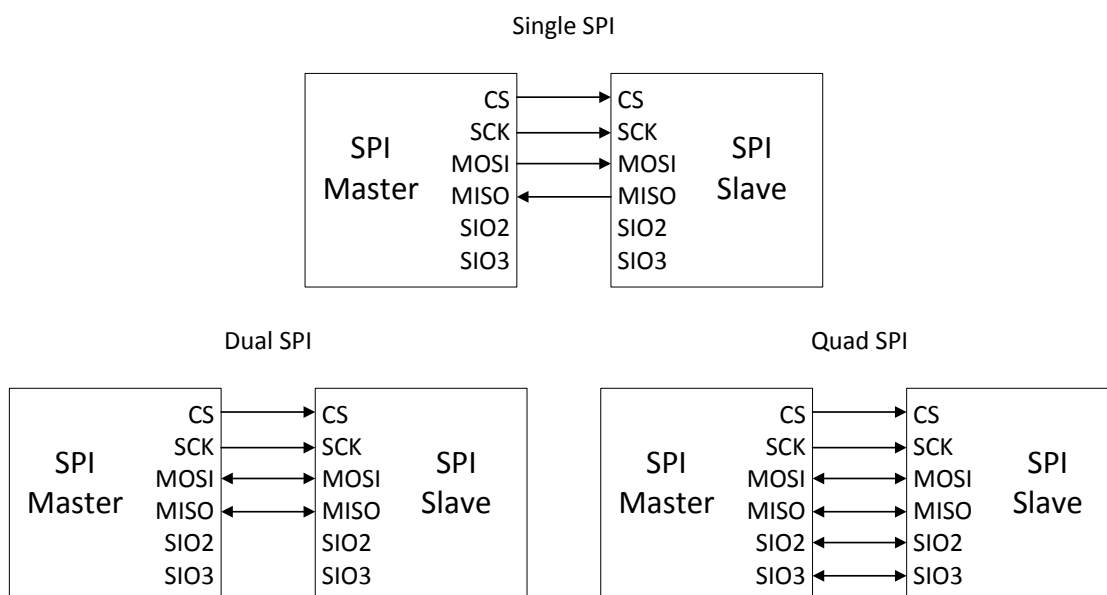 Single SPI
SPI
Master
CS
SCK
MOSI
MISO
SIO2
SIO3
CS
SCK
MOSI
MISO
SIO2
SIO3
SPI
Slave
Dual SPI
SPI
Master
CS
SCK
MOSI
MISO
SIO2
SIO3
CS
SCK
MOSI
MISO
SIO2
SIO3
SPI
Slave
Quad SPI
SPI
Master
CS
SCK
MOSI
MISO
SIO2
SIO3
CS
SCK
MOSI
MISO
SIO2
SIO3
SPI
Slave